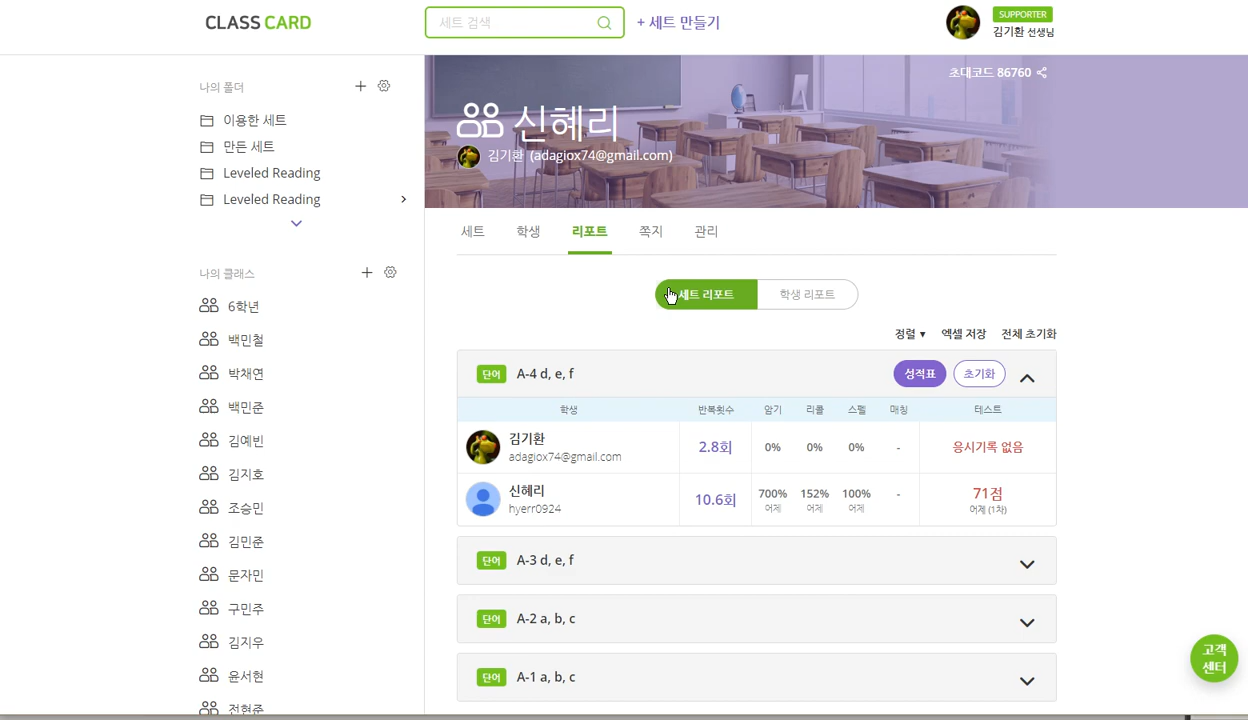 CLASS CARD
세트 검색
+ 세트 만들기
SUPPORTER
김기환 선생님
나의 폴더
이용한 세트
만든 세트
Leveled Reading
Leveled Reading
나의 클래스
6학년
백민철
박채연
백민준
김예빈
김지호
조승민
김민준
문자민
구민주
김지우
윤서현
전현준
초대코드 86760
신혜리
김기환 (adagiox74@gmail.com)
세트 학생 리포트 쪽지 관리
세트 리포트 학생 리포트
정렬 ▼ 엑셀 저장 전체 초기화
단어 A-4 d, e, f 성적표 초기화
학생 반복횟수 암기 리콜 스펠 매칭 테스트
김기환
adagiox74@gmail.com
2.8회 0% 0% 0% - 응시기록 없음
신혜리
hyerr0924
10.6회 700% 152% 100% - 71점
어제 어제 어제 어제 (1차)
단어 A-3 d, e, f
단어 A-2 a, b, c
단어 A-1 a, b, c
고객
센터